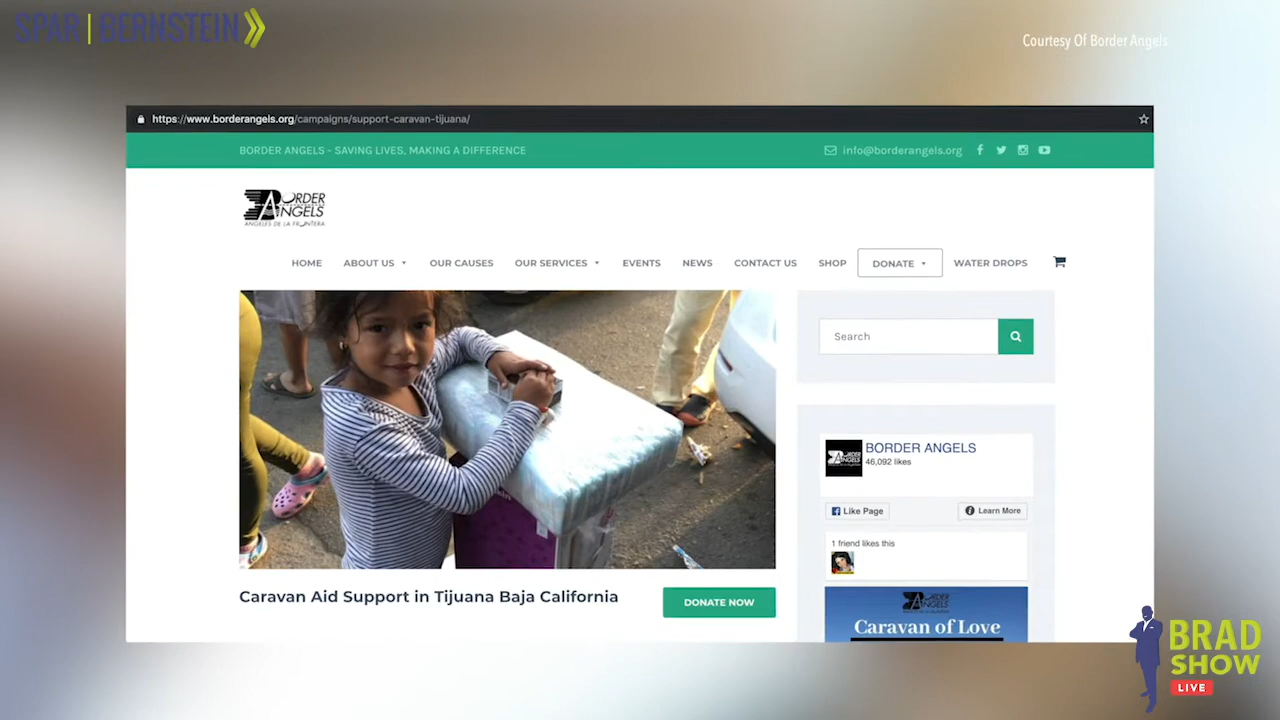 SPAR | BERNSTEIN
Courtesy Of Border Angels
https://www.borderangels.org/campaigns/support-caravan-tijuana/
BORDER ANGELS – SAVING LIVES, MAKING A DIFFERENCE
info@borderangels.org
BORDER ANGELS
ANGELES DE LA FRONTERA
HOME
ABOUT US
OUR CAUSES
OUR SERVICES
EVENTS
NEWS
CONTACT US
SHOP
DONATE
WATER DROPS
Search
BORDER ANGELS
46,092 likes
Like Page
Learn More
1 friend likes this
BORDER ANGELS
Caravan of Love
Caravan Aid Support in Tijuana Baja California
DONATE NOW
BRAD
SHOW
LIVE